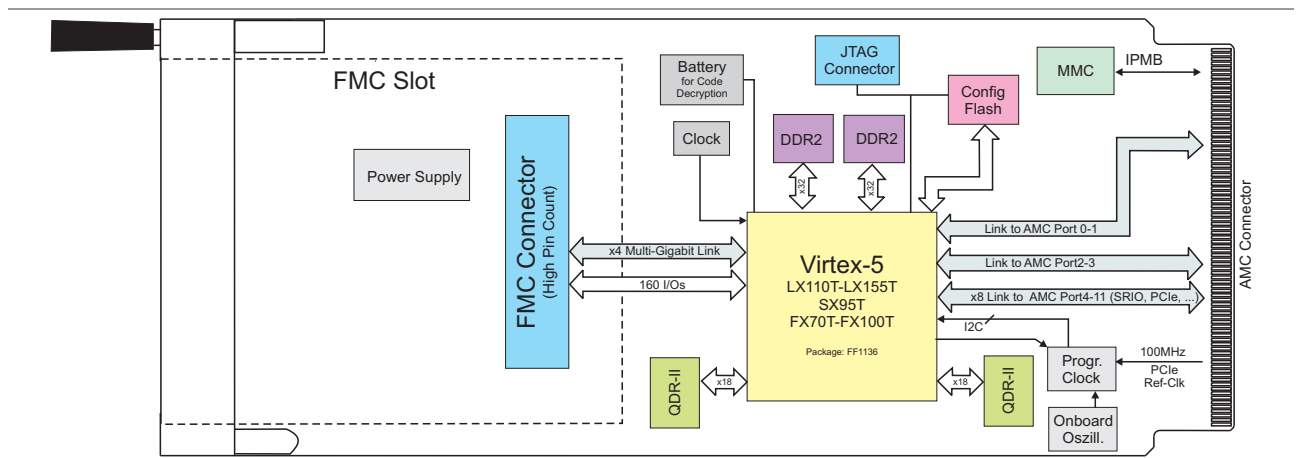 FMC Slot
Power Supply
FMC Connector
(High Pin Count)
Battery
for Code
Decryption
Clock
JTAG
Connector
Config
Flash
MMC
IPMB
DDR2
DDR2
x32
x32
x4 Multi-Gigabit Link
160 I/Os
Virtex-5
LX110T-LX155T
SX95T
FX70T-FX100T
Package: FF1136
Link to AMC Port 0-1
Link to AMC Port2-3
x8 Link to AMC Port4-11 (SRIO, PCIe, ...)
I2C
QDR-II
x18
x18
QDR-II
Progr.
Clock
100MHz
PCIe
Ref-Clk
Onboard
Oszill.
AMC Connector